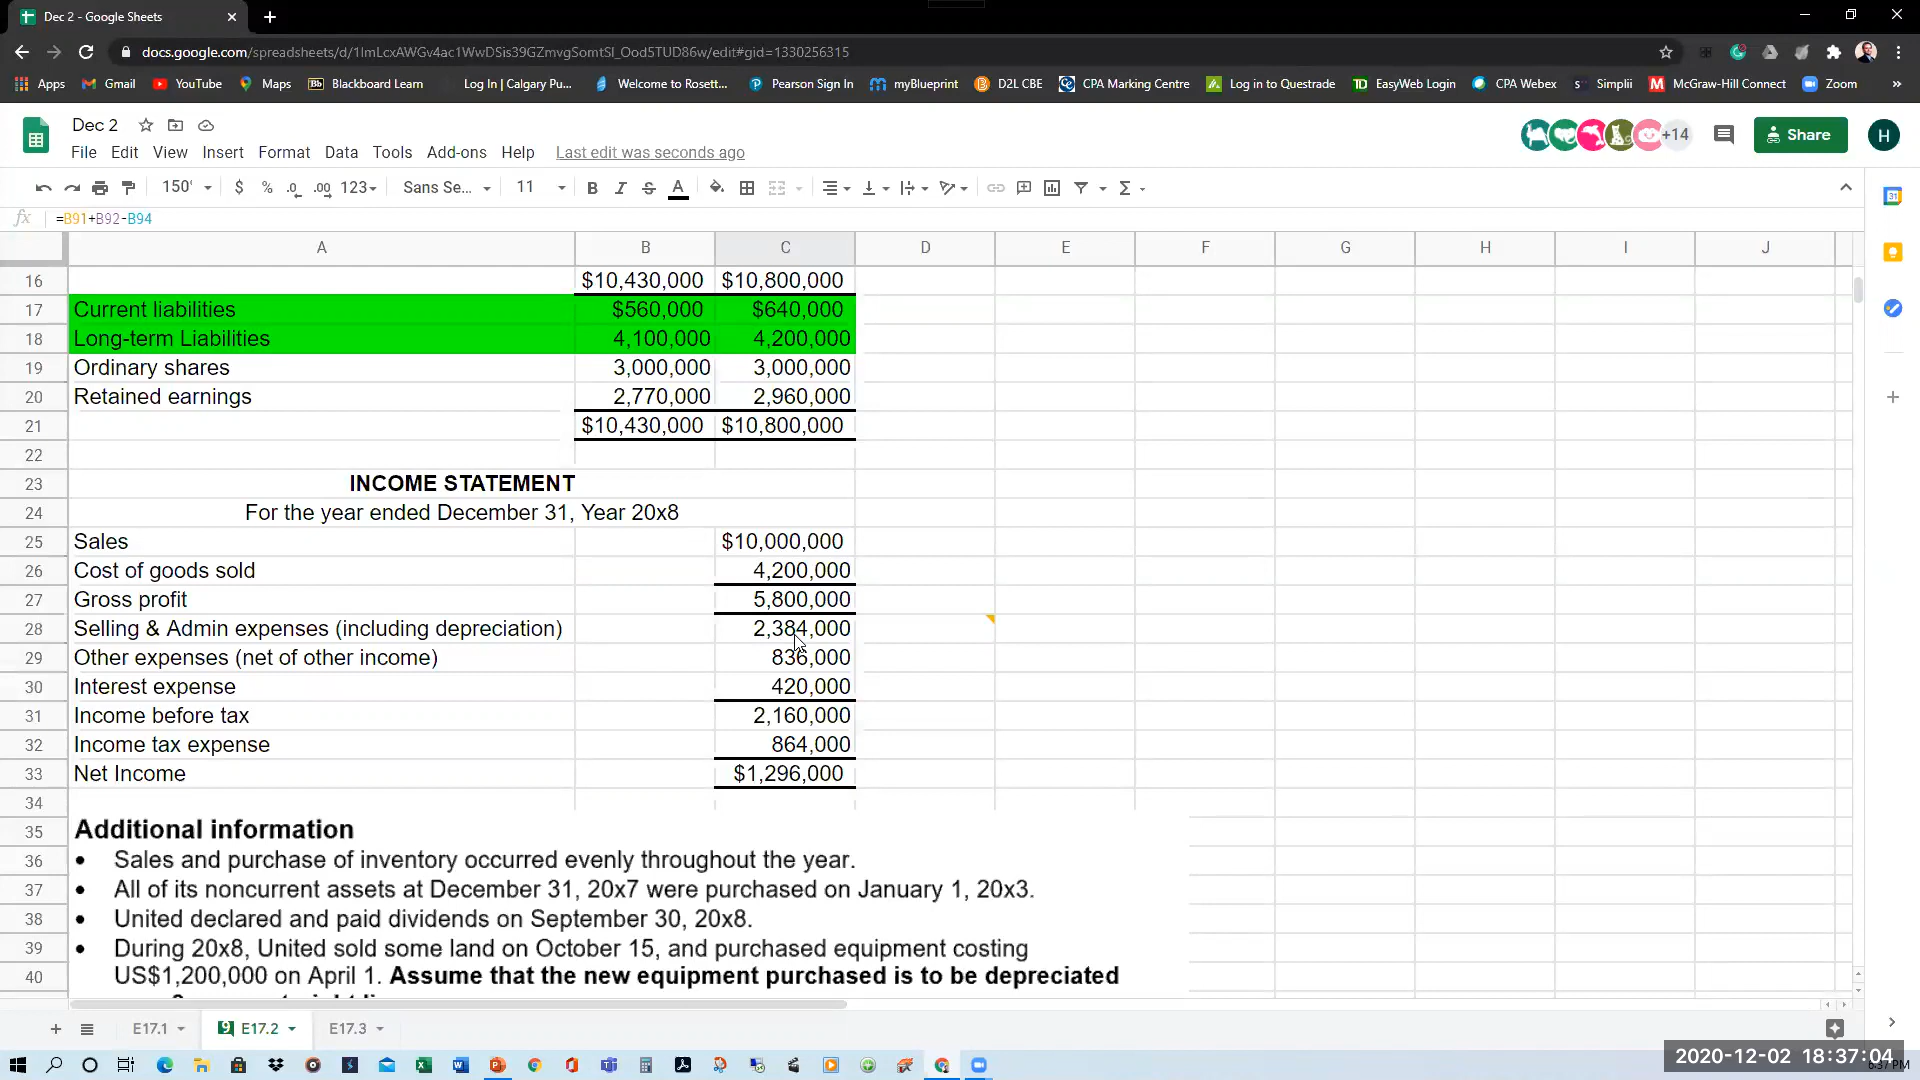 Dec 2 - Google Sheets
docs.google.com/spreadsheets/d/1ImLcxAWGv4ac1WwDSis39GZmvgSomtSI_Ood5TUD86w/edit#gid=1330256315
Apps Gmail YouTube Maps Blackboard Learn Log In | Calgary Pu... Welcome to Rosett... Pearson Sign In myBlueprint D2L CBE CPA Marking Centre Log in to Questrade EasyWeb Login CPA Webex Simplii McGraw-Hill Connect Zoom »
Dec 2
+14 Share H
File Edit View Insert Format Data Tools Add-ons Help Last edit was seconds ago
150% $ % .0 .00 123 Sans Se... 11 B I S A Σ
fx =B91+B92-B94
A B C D E F G H I J
16 $10,430,000 $10,800,000
17 Current liabilities $560,000 $640,000
18 Long-term Liabilities 4,100,000 4,200,000
19 Ordinary shares 3,000,000 3,000,000
20 Retained earnings 2,770,000 2,960,000
21 $10,430,000 $10,800,000
22
23 INCOME STATEMENT
24 For the year ended December 31, Year 20x8
25 Sales $10,000,000
26 Cost of goods sold 4,200,000
27 Gross profit 5,800,000
28 Selling & Admin expenses (including depreciation) 2,384,000
29 Other expenses (net of other income) 836,000
30 Interest expense 420,000
31 Income before tax 2,160,000
32 Income tax expense 864,000
33 Net Income $1,296,000
34
35 Additional information
36 • Sales and purchase of inventory occurred evenly throughout the year.
37 • All of its noncurrent assets at December 31, 20x7 were purchased on January 1, 20x3.
38 • United declared and paid dividends on September 30, 20x8.
39 • During 20x8, United sold some land on October 15, and purchased equipment costing
40 US$1,200,000 on April 1. Assume that the new equipment purchased is to be depreciated
E17.1 9 E17.2 E17.3
2020-12-02 18:37:04